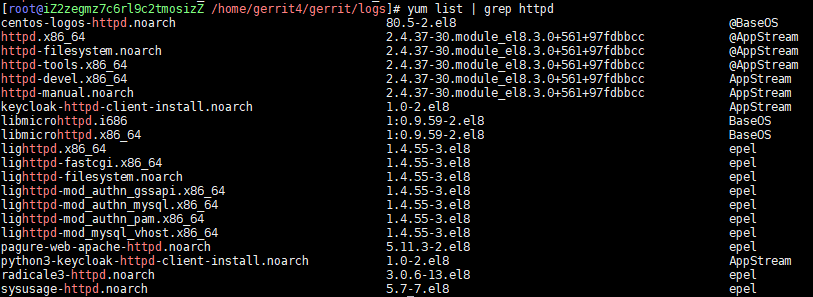 [root@iZ2zegmz7c6rl9c2tmosizZ /home/gerrit4/gerrit/logs]# yum list | grep httpd
centos-logos-httpd.noarch 80.5-2.el8 @BaseOS
httpd.x86_64 2.4.37-30.module_el8.3.0+561+97fdbbcc @AppStream
httpd-filesystem.noarch 2.4.37-30.module_el8.3.0+561+97fdbbcc @AppStream
httpd-tools.x86_64 2.4.37-30.module_el8.3.0+561+97fdbbcc @AppStream
httpd-devel.x86_64 2.4.37-30.module_el8.3.0+561+97fdbbcc AppStream
httpd-manual.noarch 2.4.37-30.module_el8.3.0+561+97fdbbcc AppStream
keycloak-httpd-client-install.noarch 1.0-2.el8 AppStream
libmicrohttpd.i686 1:0.9.59-2.el8 BaseOS
libmicrohttpd.x86_64 1:0.9.59-2.el8 BaseOS
lighttpd.x86_64 1.4.55-3.el8 epel
lighttpd-fastcgi.x86_64 1.4.55-3.el8 epel
lighttpd-filesystem.noarch 1.4.55-3.el8 epel
lighttpd-mod_authn_gssapi.x86_64 1.4.55-3.el8 epel
lighttpd-mod_authn_mysql.x86_64 1.4.55-3.el8 epel
lighttpd-mod_authn_pam.x86_64 1.4.55-3.el8 epel
lighttpd-mod_mysql_vhost.x86_64 1.4.55-3.el8 epel
pagure-web-apache-httpd.noarch 5.11.3-2.el8 epel
python3-keycloak-httpd-client-install.noarch 1.0-2.el8 AppStream
radicale3-httpd.noarch 3.0.6-13.el8 epel
sysusage-httpd.noarch 5.7-7.el8 epel